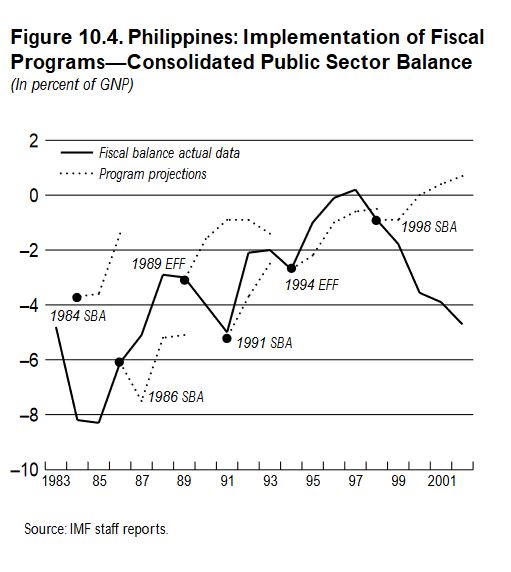 Figure 10.4. Philippines: Implementation of Fiscal
Programs—Consolidated Public Sector Balance
(In percent of GNP)
2
Fiscal balance actual data
Program projections
0
1998 SBA
–2
1989 EFF
1994 EFF
–4
1984 SBA
1991 SBA
–6
1986 SBA
–8
–10
1983 85 87 89 91 93 95 97 99 2001
Source: IMF staff reports.